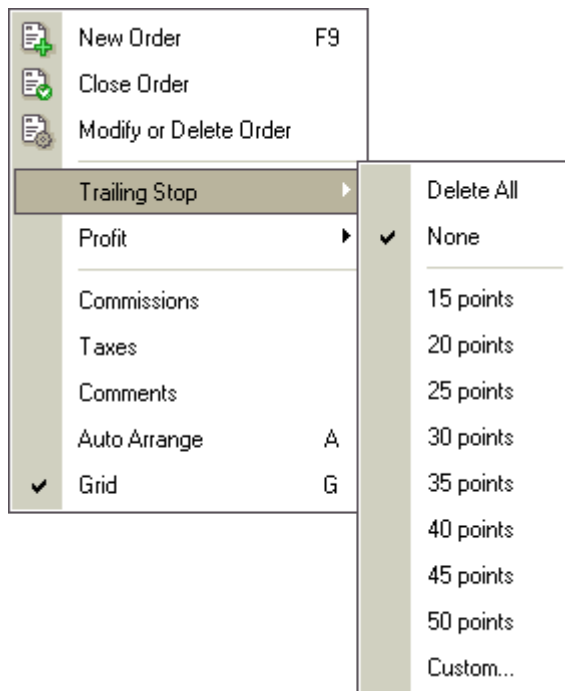 New Order F9
Close Order
Modify or Delete Order
Trailing Stop
Profit
Commissions
Taxes
Comments
Auto Arrange A
Grid G
Delete All
None
15 points
20 points
25 points
30 points
35 points
40 points
45 points
50 points
Custom...